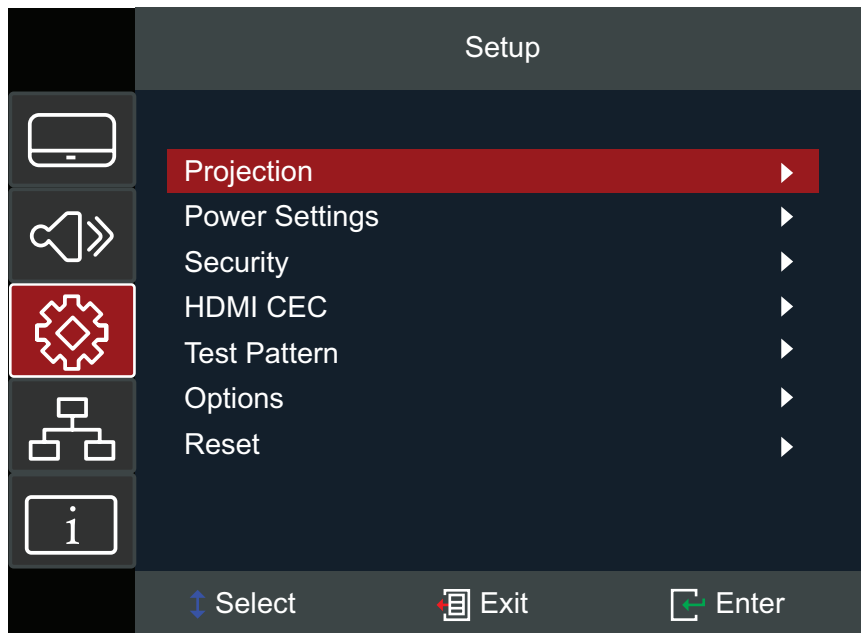 Setup
Projection
Power Settings
Security
HDMI CEC
Test Pattern
Options
Reset
i
Select Exit Enter